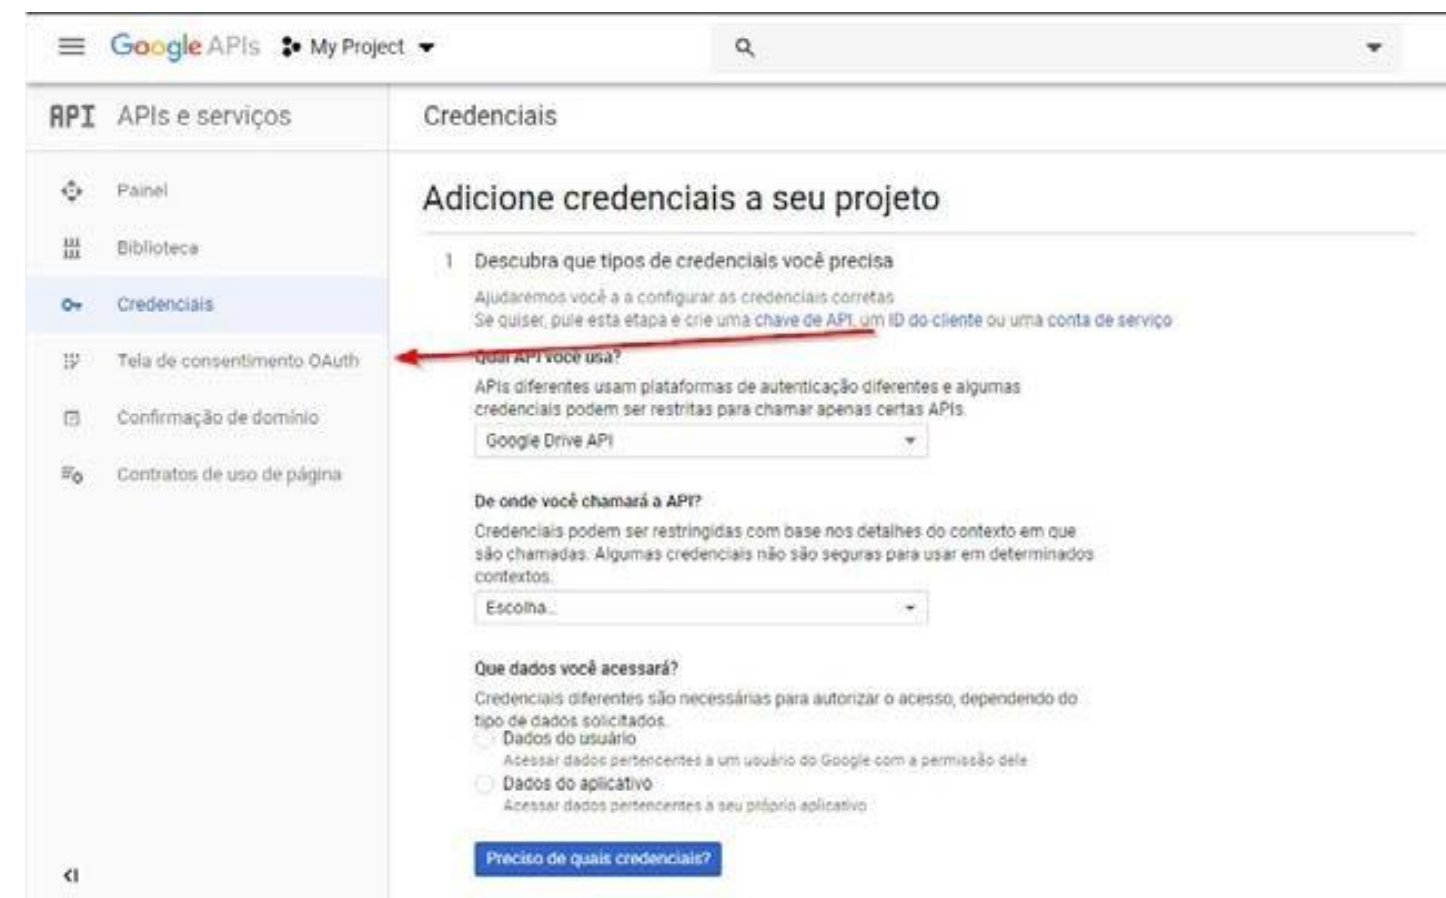 Google APIs My Project
API APIs e serviços
Credenciais
Painel
Biblioteca
Credenciais
Tela de consentimento OAuth
Confirmação de domínio
Contratos de uso de página
Adicione credenciais a seu projeto
1 Descubra que tipos de credenciais você precisa
Ajudaremos você a a configurar as credenciais corretas
Se quiser, pule esta etapa e crie uma chave de API, um ID do cliente ou uma conta de serviço
Qual API você usa?
APIs diferentes usam plataformas de autenticação diferentes e algumas
credenciais podem ser restritas para chamar apenas certas APIs.
Google Drive API
De onde você chamará a API?
Credenciais podem ser restringidas com base nos detalhes do contexto em que
são chamadas. Algumas credenciais não são seguras para usar em determinados
contextos.
Escolha...
Que dados você acessará?
Credenciais diferentes são necessárias para autorizar o acesso, dependendo do
tipo de dados solicitados.
Dados do usuário
Acessar dados pertencentes a um usuário do Google com a permissão dele
Dados do aplicativo
Acessar dados pertencentes a seu próprio aplicativo
Preciso de quais credenciais?